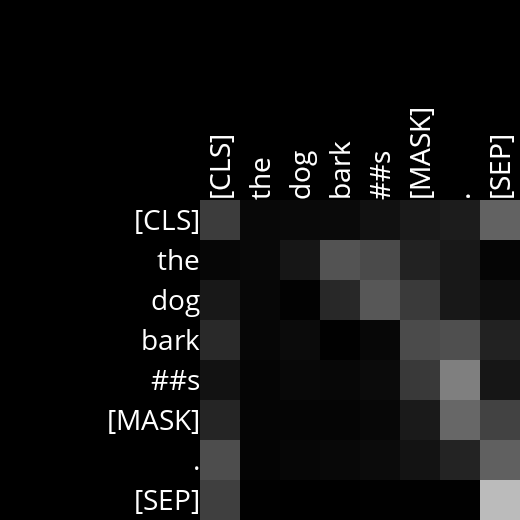 [CLS] the dog bark ##s [MASK] . [SEP]
[CLS]
the
dog
bark
##s
[MASK]
.
[SEP]